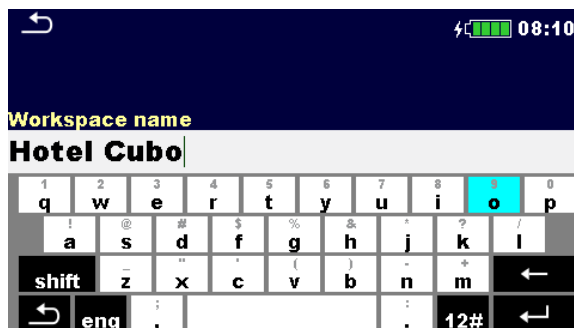 08:10
Workspace name
Hotel Cubo
1 2 3 4 5 6 7 8 9 0
q w e r t y u i o p
! @ # $ % & * ? /
a s d f g h j k l
_ " ' ( ) - +
shift z x c v b n m
; :
eng , . 12#